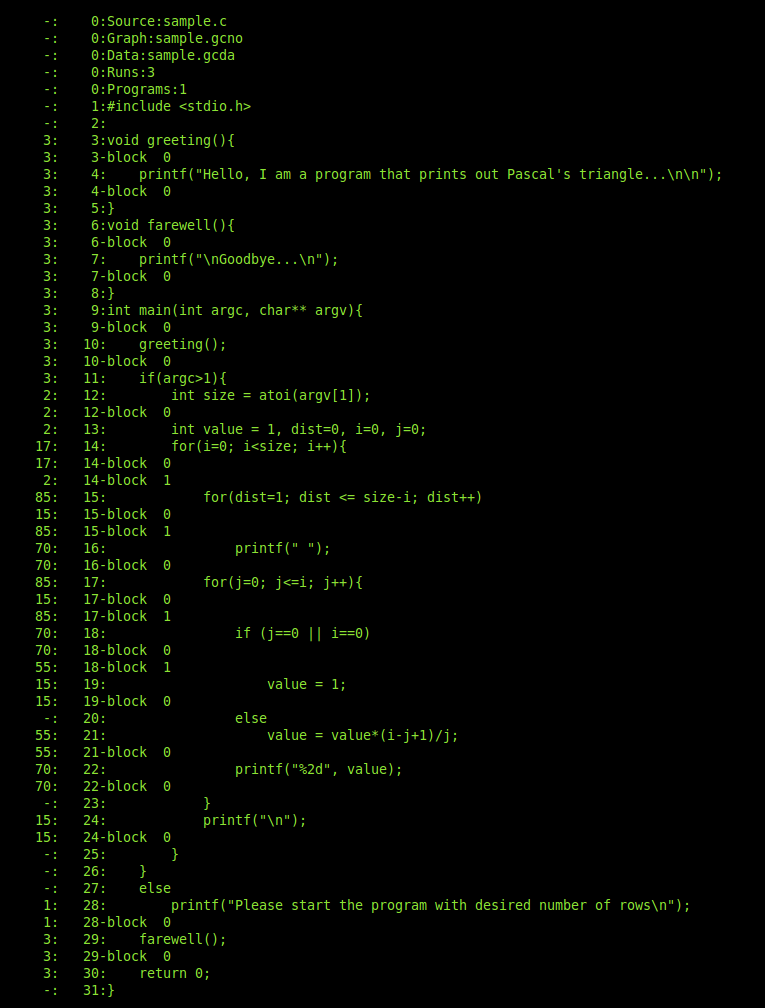 -:    0:Source:sample.c
-:    0:Graph:sample.gcno
-:    0:Data:sample.gcda
-:    0:Runs:3
-:    0:Programs:1
-:    1:#include <stdio.h>
-:    2:
3:    3:void greeting(){
3:    3-block  0
3:    4:    printf("Hello, I am a program that prints out Pascal's triangle...\n\n");
3:    4-block  0
3:    5:}
3:    6:void farewell(){
3:    6-block  0
3:    7:    printf("\nGoodbye...\n");
3:    7-block  0
3:    8:}
3:    9:int main(int argc, char** argv){
3:    9-block  0
3:   10:    greeting();
3:   10-block  0
3:   11:    if(argc>1){
2:   12:        int size = atoi(argv[1]);
2:   12-block  0
2:   13:        int value = 1, dist=0, i=0, j=0;
17:   14:        for(i=0; i<size; i++){
17:   14-block  0
2:   14-block  1
85:   15:            for(dist=1; dist <= size-i; dist++)
15:   15-block  0
85:   15-block  1
70:   16:                printf(" ");
70:   16-block  0
85:   17:            for(j=0; j<=i; j++){
15:   17-block  0
85:   17-block  1
70:   18:                if (j==0 || i==0)
70:   18-block  0
55:   18-block  1
15:   19:                    value = 1;
15:   19-block  0
-:   20:                else
55:   21:                    value = value*(i-j+1)/j;
55:   21-block  0
70:   22:                printf("%2d", value);
70:   22-block  0
-:   23:            }
15:   24:            printf("\n");
15:   24-block  0
-:   25:        }
-:   26:    }
-:   27:    else
1:   28:        printf("Please start the program with desired number of rows\n");
1:   28-block  0
3:   29:    farewell();
3:   29-block  0
3:   30:    return 0;
-:   31:}